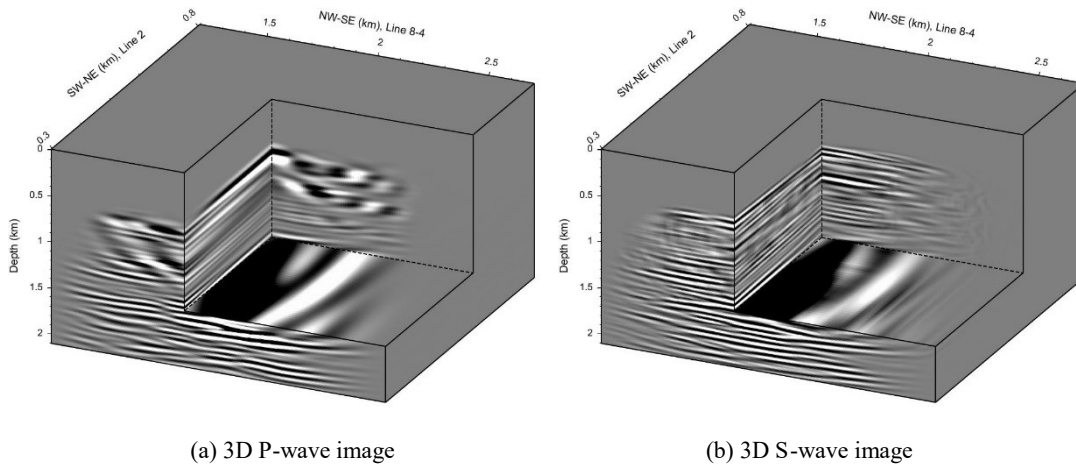 NW-SE (km), Line 8-4
0.8
1.5
2
2.5
SW-NE (km), Line 2
0.3
0
0.5
1
1.5
2
Depth (km)
(a) 3D P-wave image
NW-SE (km), Line 8-4
0.8
1.5
2
2.5
SW-NE (km), Line 2
0.3
0
0.5
1
1.5
2
Depth (km)
(b) 3D S-wave image